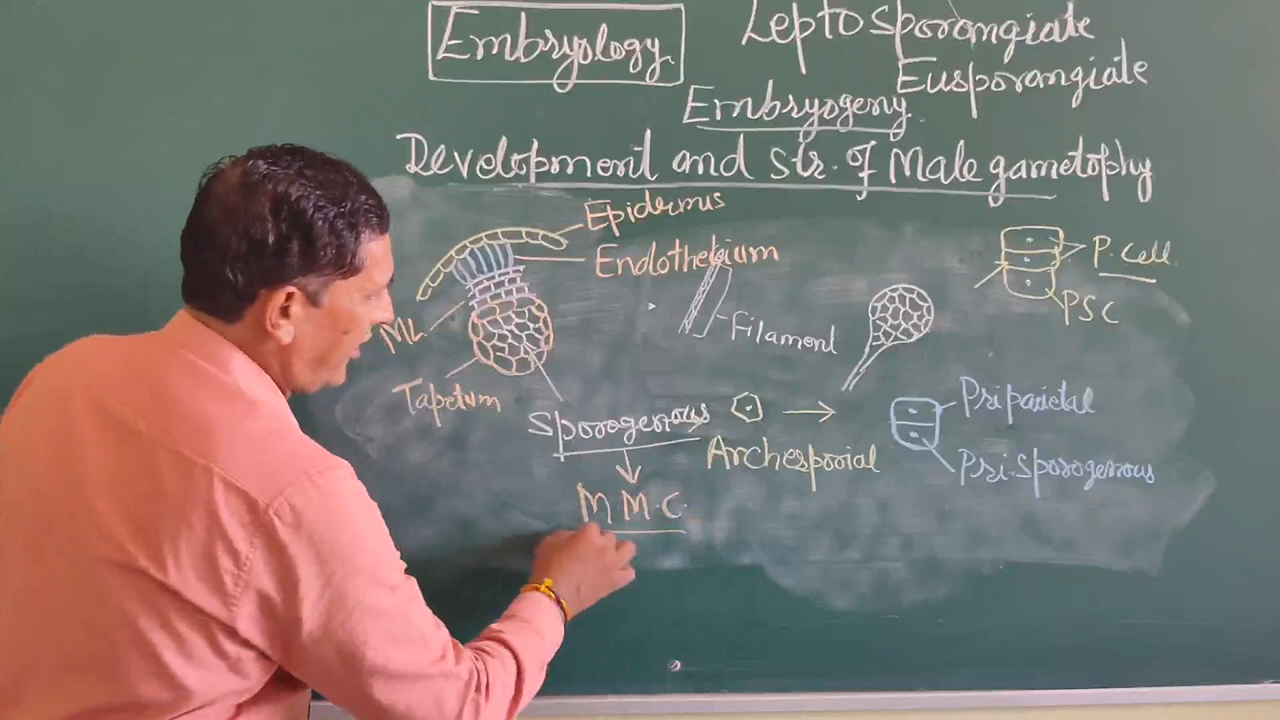 Embryology
Leptosporangiate
Eusporangiate
Embryogeny
Development and str. of Male gametophy
Epidermis
Endothelium
ML
Filament
P. Cell
PSC
Tapetum
Sporogenous
Archesporial
Pri parietal
Pri. Sporogenous
M M.C.